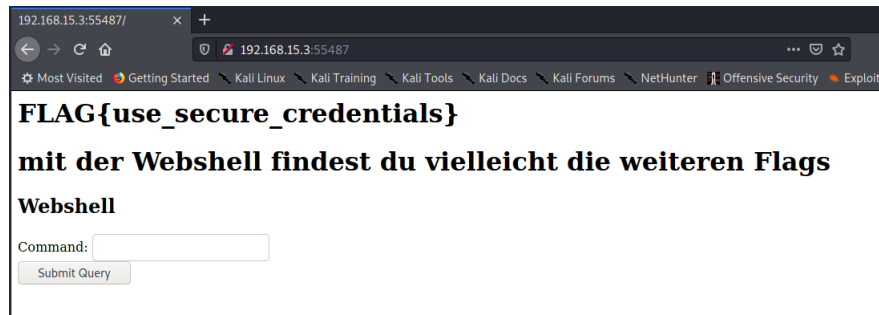 192.168.15.3:55487/
192.168.15.3:55487
Most Visited Getting Started Kali Linux Kali Training Kali Tools Kali Docs Kali Forums NetHunter Offensive Security Exploit
FLAG{use_secure_credentials}
mit der Webshell findest du vielleicht die weiteren Flags
Webshell
Command:
Submit Query